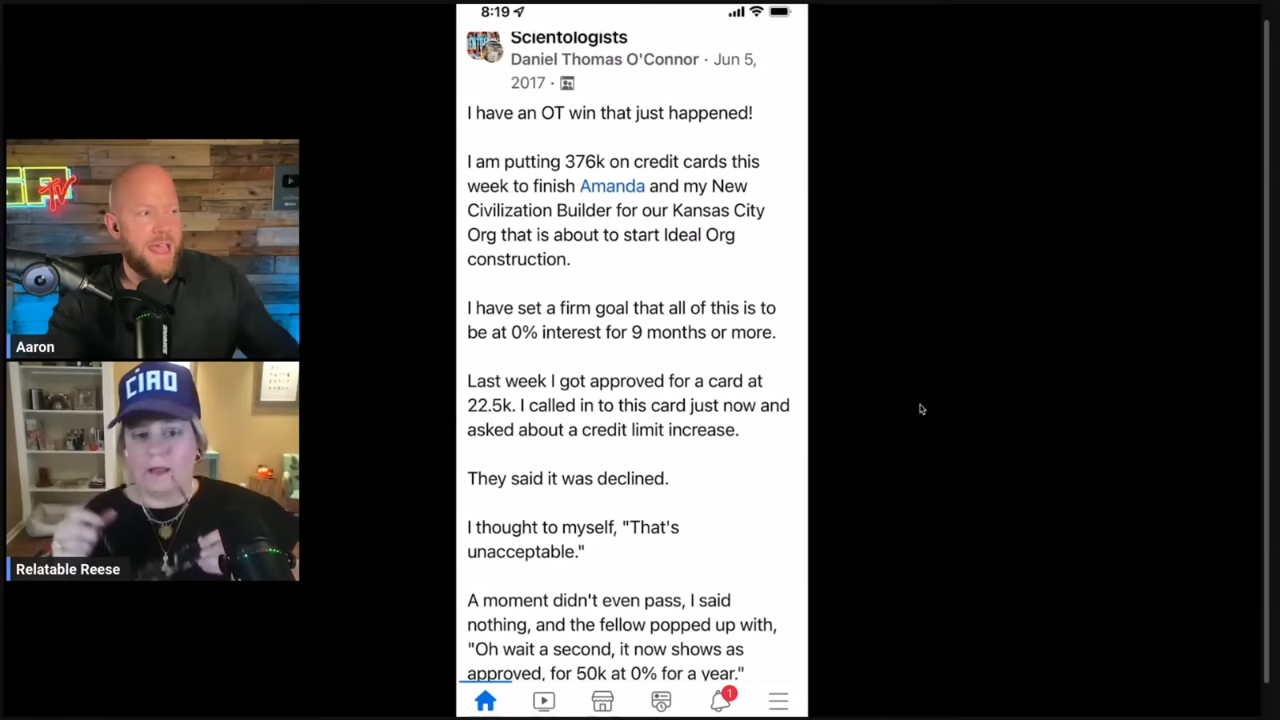 8:19
Scientologists
Daniel Thomas O'Connor · Jun 5,
2017 ·
I have an OT win that just happened!
I am putting 376k on credit cards this
week to finish Amanda and my New
Civilization Builder for our Kansas City
Org that is about to start Ideal Org
construction.
I have set a firm goal that all of this is to
be at 0% interest for 9 months or more.
Last week I got approved for a card at
22.5k. I called in to this card just now and
asked about a credit limit increase.
They said it was declined.
I thought to myself, "That's
unacceptable."
A moment didn't even pass, I said
nothing, and the fellow popped up with,
"Oh wait a second, it now shows as
approved, for 50k at 0% for a year."
1
TV
Aaron
CIAO
Relatable Reese